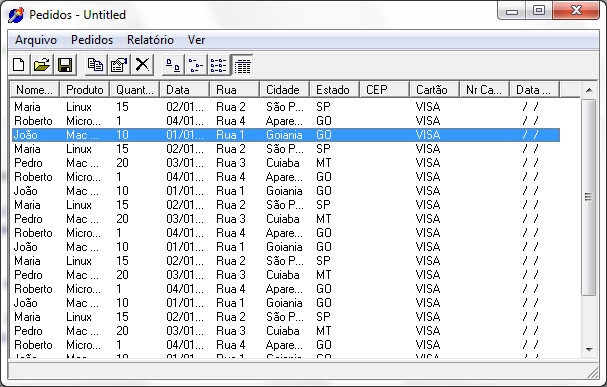 Pedidos - Untitled
Arquivo Pedidos Relatório Ver
Nome... Produto Quant... Data Rua Cidade Estado CEP Cartão Nr Ca... Data ...
Maria Linux 15 02/01... Rua 2 São P... SP VISA / /
Roberto Micro... 1 04/01... Rua 4 Apare... GO VISA / /
João Mac ... 10 01/01... Rua 1 Goiania GO VISA / /
Maria Linux 15 02/01... Rua 2 São P... SP VISA / /
Pedro Mac ... 20 03/01... Rua 3 Cuiaba MT VISA / /
Roberto Micro... 1 04/01... Rua 4 Apare... GO VISA / /
João Mac ... 10 01/01... Rua 1 Goiania GO VISA / /
Maria Linux 15 02/01... Rua 2 São P... SP VISA / /
Pedro Mac ... 20 03/01... Rua 3 Cuiaba MT VISA / /
Roberto Micro... 1 04/01... Rua 4 Apare... GO VISA / /
João Mac ... 10 01/01... Rua 1 Goiania GO VISA / /
Maria Linux 15 02/01... Rua 2 São P... SP VISA / /
Pedro Mac ... 20 03/01... Rua 3 Cuiaba MT VISA / /
Roberto Micro... 1 04/01... Rua 4 Apare... GO VISA / /
João Mac ... 10 01/01... Rua 1 Goiania GO VISA / /
Maria Linux 15 02/01... Rua 2 São P... SP VISA / /
Pedro Mac ... 20 03/01... Rua 3 Cuiaba MT VISA / /
Roberto Micro... 1 04/01... Rua 4 Apare... GO VISA / /
João Mac ... 10 01/01... Rua 1 Goiania GO VISA / /